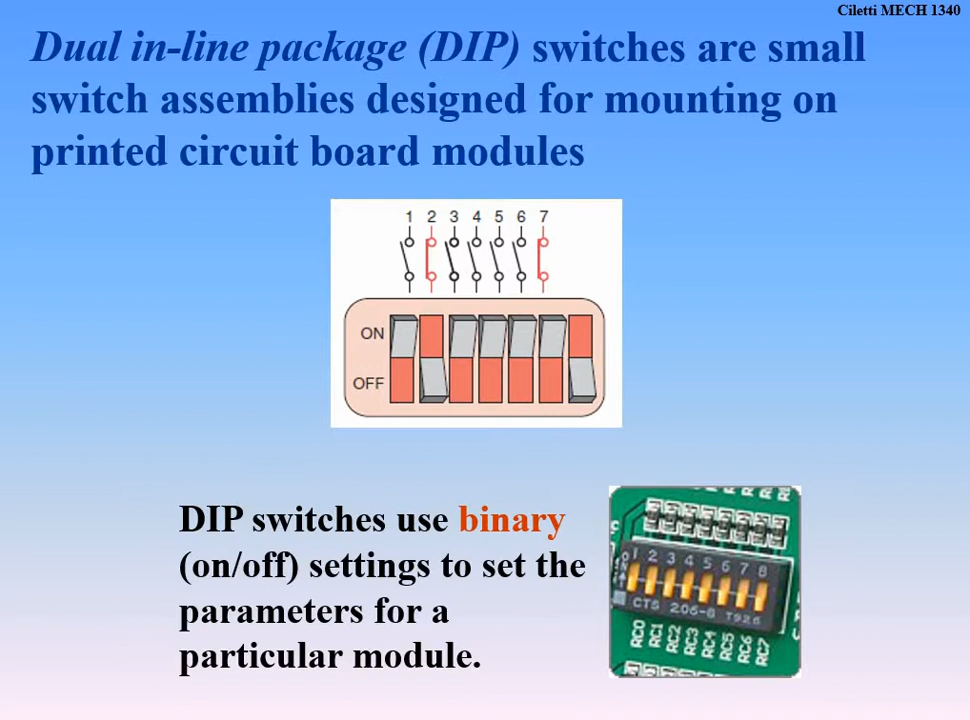 Ciletti MECH 1340
Dual in-line package (DIP) switches are small
switch assemblies designed for mounting on
printed circuit board modules
1 2 3 4 5 6 7
ON
OFF
DIP switches use binary
(on/off) settings to set the
parameters for a
particular module.
1 2 3 4 5 6 7 8
CTS 206-8 T926
RC0
RC1
RC2
RC3
RC4
RC5
RC6
RC7